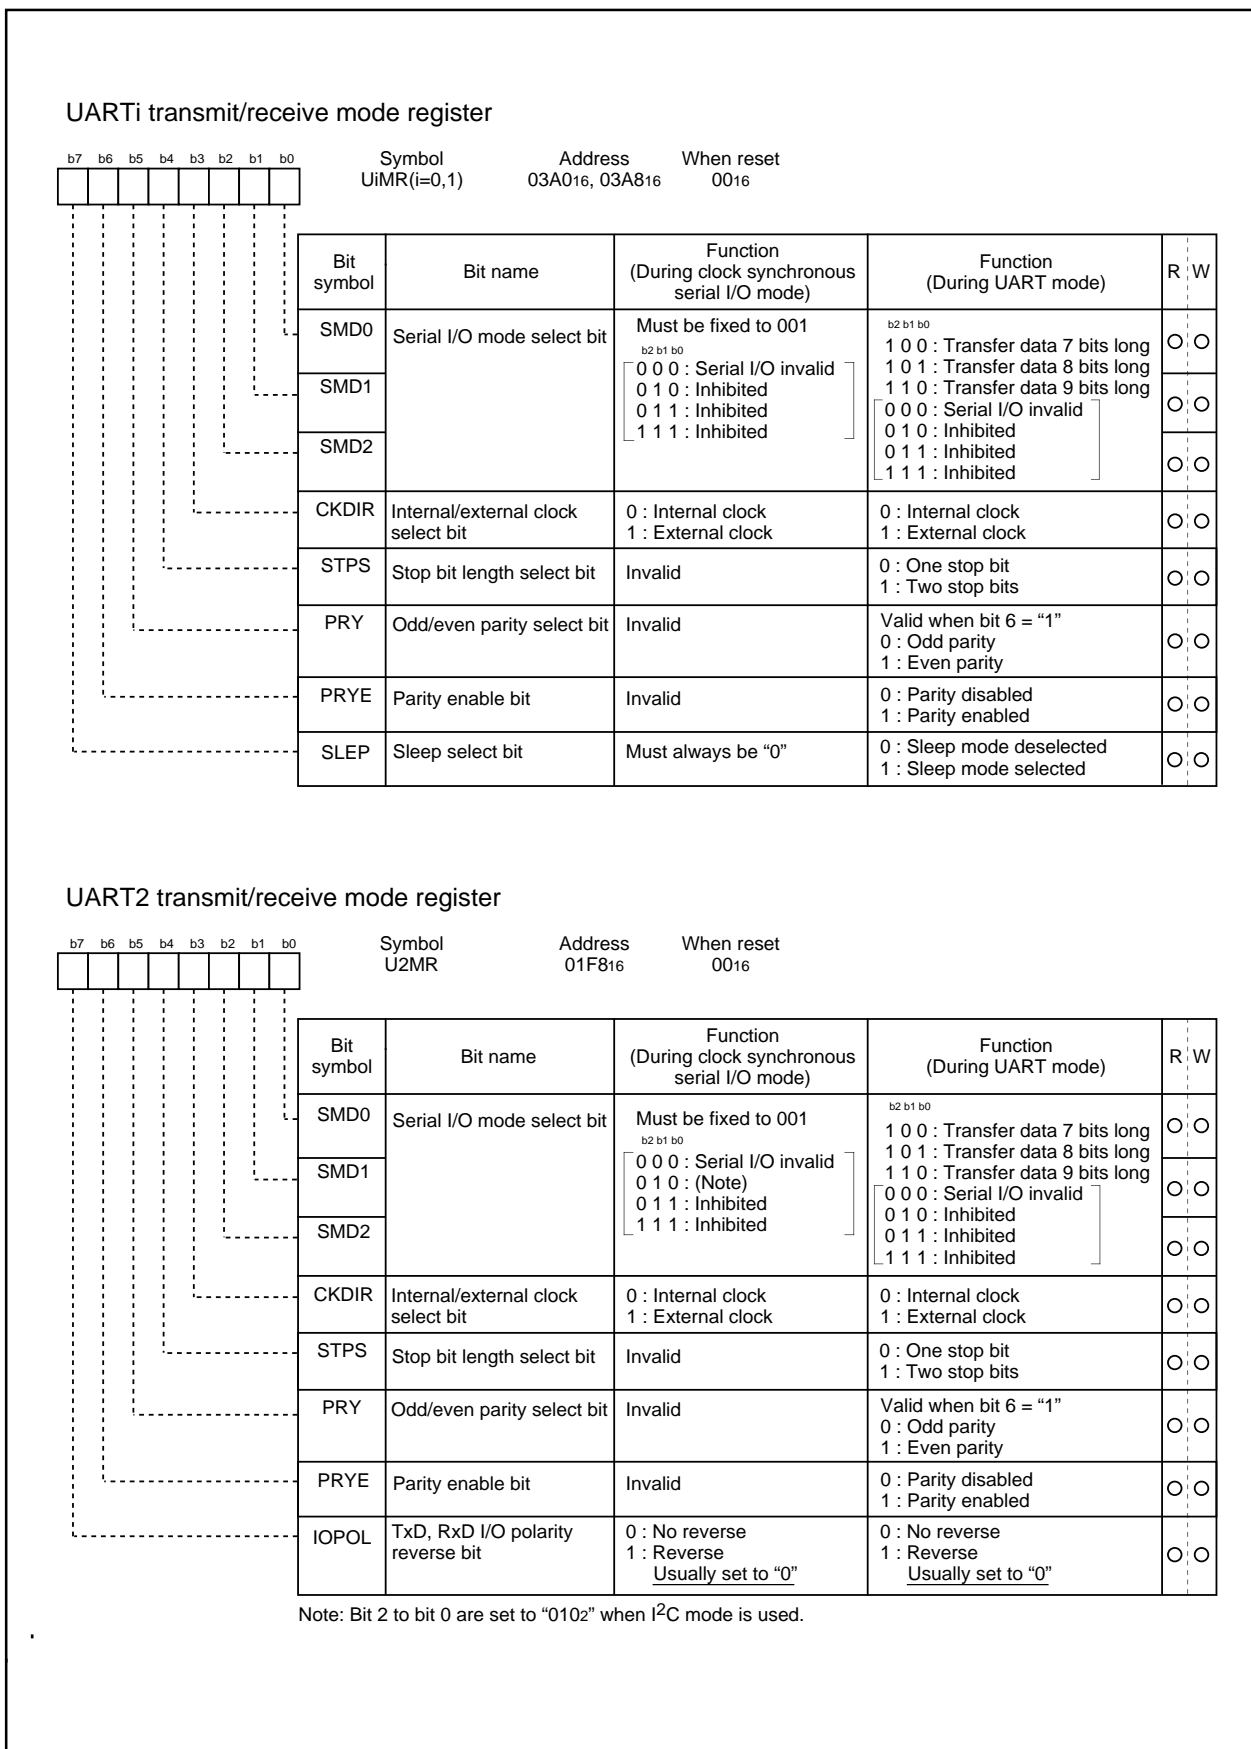 UARTi transmit/receive mode register
b7 b6 b5 b4 b3 b2 b1 b0
Symbol Address When reset
UiMR(i=0,1) 03A016, 03A816 0016
Bit symbol Bit name Function (During clock synchronous serial I/O mode) Function (During UART mode) R W
SMD0 Serial I/O mode select bit
SMD1
SMD2
Must be fixed to 001
b2 b1 b0
0 0 0 : Serial I/O invalid
0 1 0 : Inhibited
0 1 1 : Inhibited
1 1 1 : Inhibited
b2 b1 b0
1 0 0 : Transfer data 7 bits long
1 0 1 : Transfer data 8 bits long
1 1 0 : Transfer data 9 bits long
0 0 0 : Serial I/O invalid
0 1 0 : Inhibited
0 1 1 : Inhibited
1 1 1 : Inhibited
CKDIR Internal/external clock select bit
0 : Internal clock
1 : External clock
0 : Internal clock
1 : External clock
STPS Stop bit length select bit Invalid
0 : One stop bit
1 : Two stop bits
PRY Odd/even parity select bit Invalid
Valid when bit 6 = “1”
0 : Odd parity
1 : Even parity
PRYE Parity enable bit Invalid
0 : Parity disabled
1 : Parity enabled
SLEP Sleep select bit Must always be “0”
0 : Sleep mode deselected
1 : Sleep mode selected
UART2 transmit/receive mode register
b7 b6 b5 b4 b3 b2 b1 b0
Symbol Address When reset
U2MR 01F816 0016
Bit symbol Bit name Function (During clock synchronous serial I/O mode) Function (During UART mode) R W
SMD0 Serial I/O mode select bit
SMD1
SMD2
Must be fixed to 001
b2 b1 b0
0 0 0 : Serial I/O invalid
0 1 0 : (Note)
0 1 1 : Inhibited
1 1 1 : Inhibited
b2 b1 b0
1 0 0 : Transfer data 7 bits long
1 0 1 : Transfer data 8 bits long
1 1 0 : Transfer data 9 bits long
0 0 0 : Serial I/O invalid
0 1 0 : Inhibited
0 1 1 : Inhibited
1 1 1 : Inhibited
CKDIR Internal/external clock select bit
0 : Internal clock
1 : External clock
0 : Internal clock
1 : External clock
STPS Stop bit length select bit Invalid
0 : One stop bit
1 : Two stop bits
PRY Odd/even parity select bit Invalid
Valid when bit 6 = “1”
0 : Odd parity
1 : Even parity
PRYE Parity enable bit Invalid
0 : Parity disabled
1 : Parity enabled
IOPOL TxD, RxD I/O polarity reverse bit
0 : No reverse
1 : Reverse
Usually set to “0”
0 : No reverse
1 : Reverse
Usually set to “0”
Note: Bit 2 to bit 0 are set to “0102” when I2C mode is used.